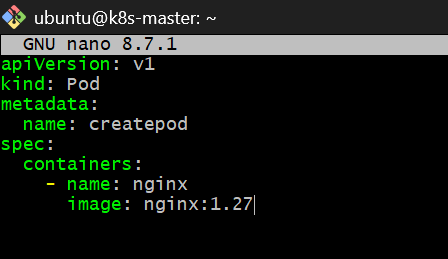 ubuntu@k8s-master: ~
GNU nano 8.7.1
apiVersion: v1
kind: Pod
metadata:
  name: createpod
spec:
  containers:
    - name: nginx
      image: nginx:1.27